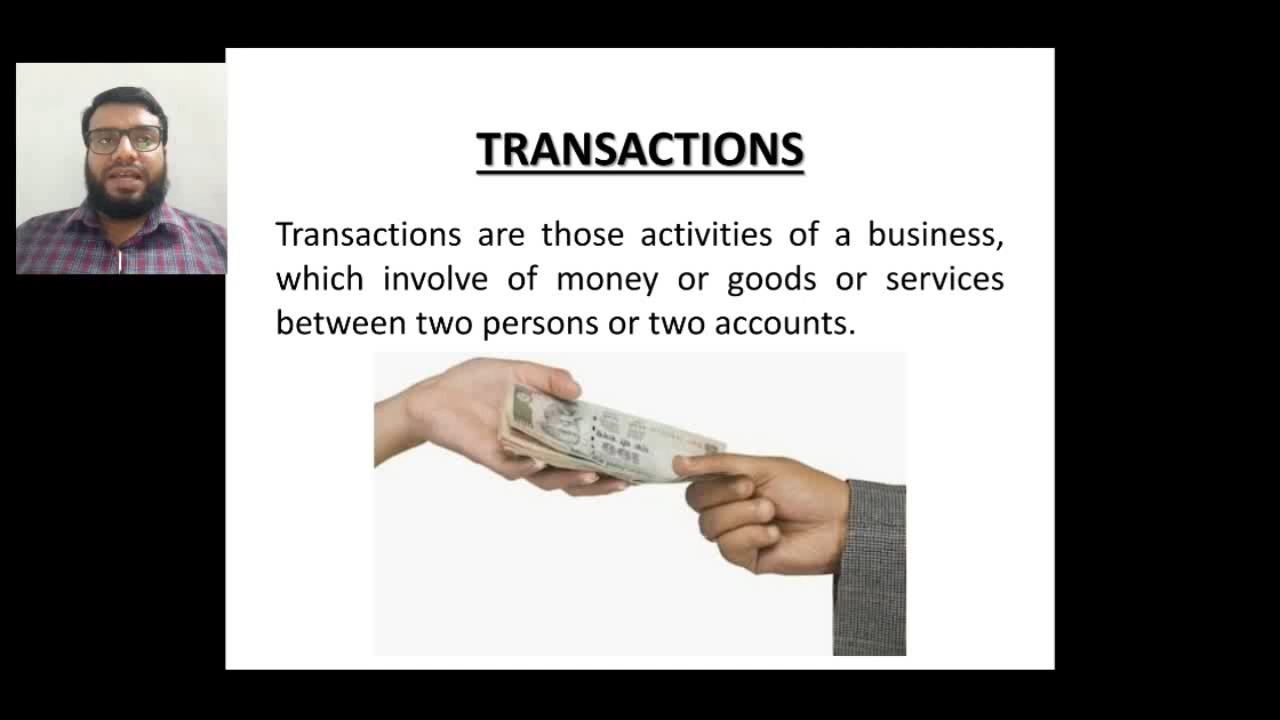 TRANSACTIONS
Transactions are those activities of a business,
which involve of money or goods or services
between two persons or two accounts.